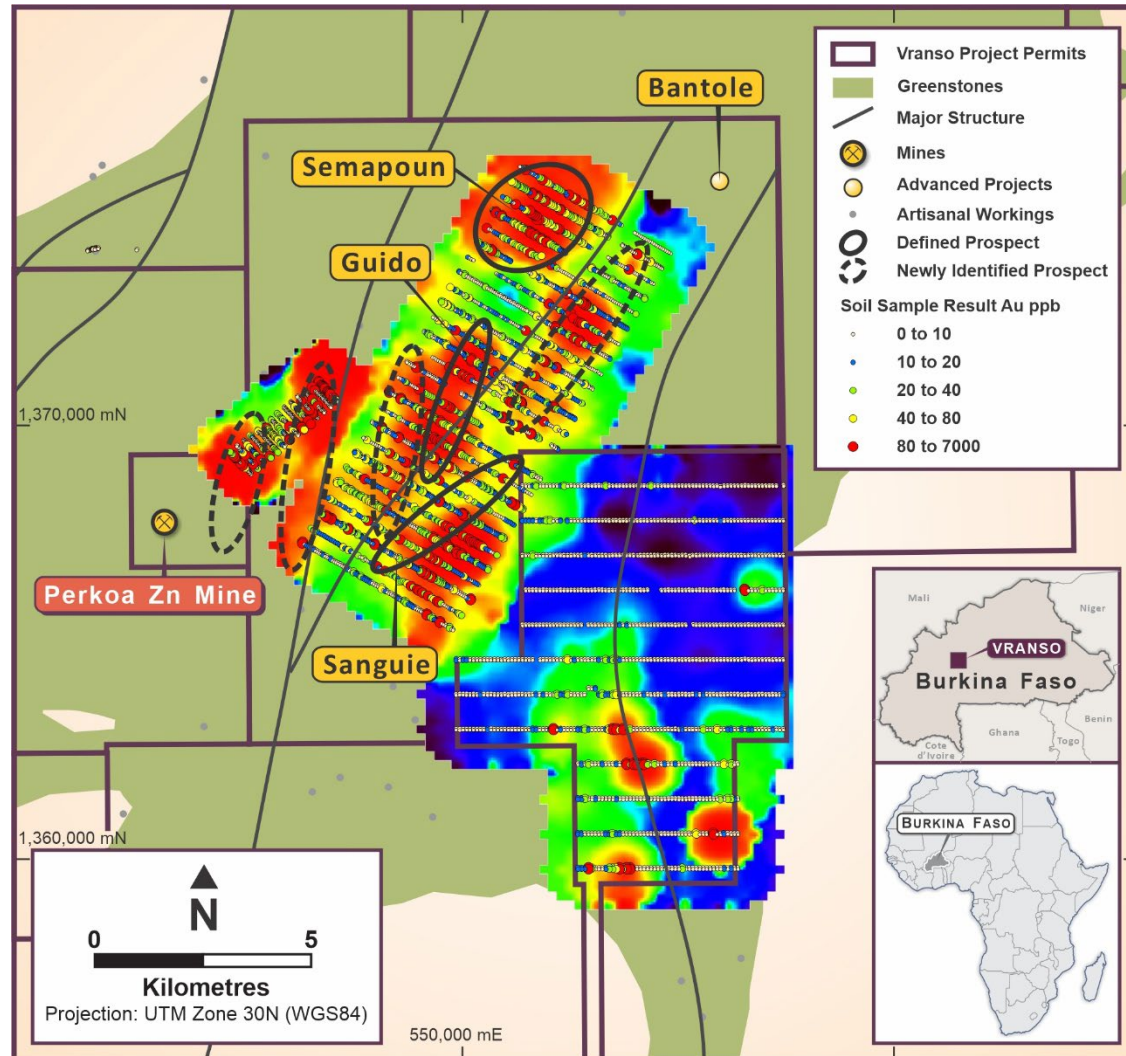 Bantole
Semapoun
Guido
1,370,000 mN
Perkoa Zn Mine
Sanguie
1,360,000 mN
550,000 mE
N
0 5
Kilometres
Projection: UTM Zone 30N (WGS84)
Vranso Project Permits
Greenstones
Major Structure
Mines
Advanced Projects
Artisanal Workings
Defined Prospect
Newly Identified Prospect
Soil Sample Result Au ppb
0 to 10
10 to 20
20 to 40
40 to 80
80 to 7000
Mali
Niger
VRANSO
Burkina Faso
Benin
Ghana
Togo
Cote
d'Ivoire
BURKINA FASO